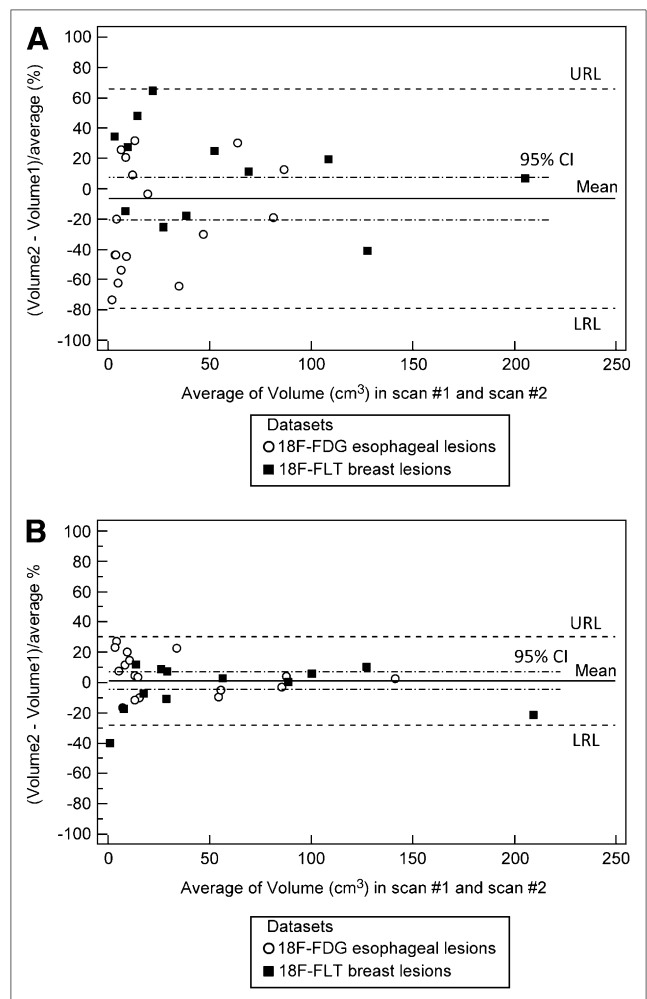 A
(Volume2 - Volume1)/average (%)
100
80
60
40
20
0
-20
-40
-60
-80
-100
URL
95% CI
Mean
LRL
0 50 100 150 200 250
Average of Volume (cm3) in scan #1 and scan #2
Datasets
18F-FDG esophageal lesions
18F-FLT breast lesions
B
(Volume2 - Volume1)/average %
100
80
60
40
20
0
-20
-40
-60
-80
-100
URL
95% CI
Mean
LRL
0 50 100 150 200 250
Average of Volume (cm3) in scan #1 and scan #2
Datasets
18F-FDG esophageal lesions
18F-FLT breast lesions